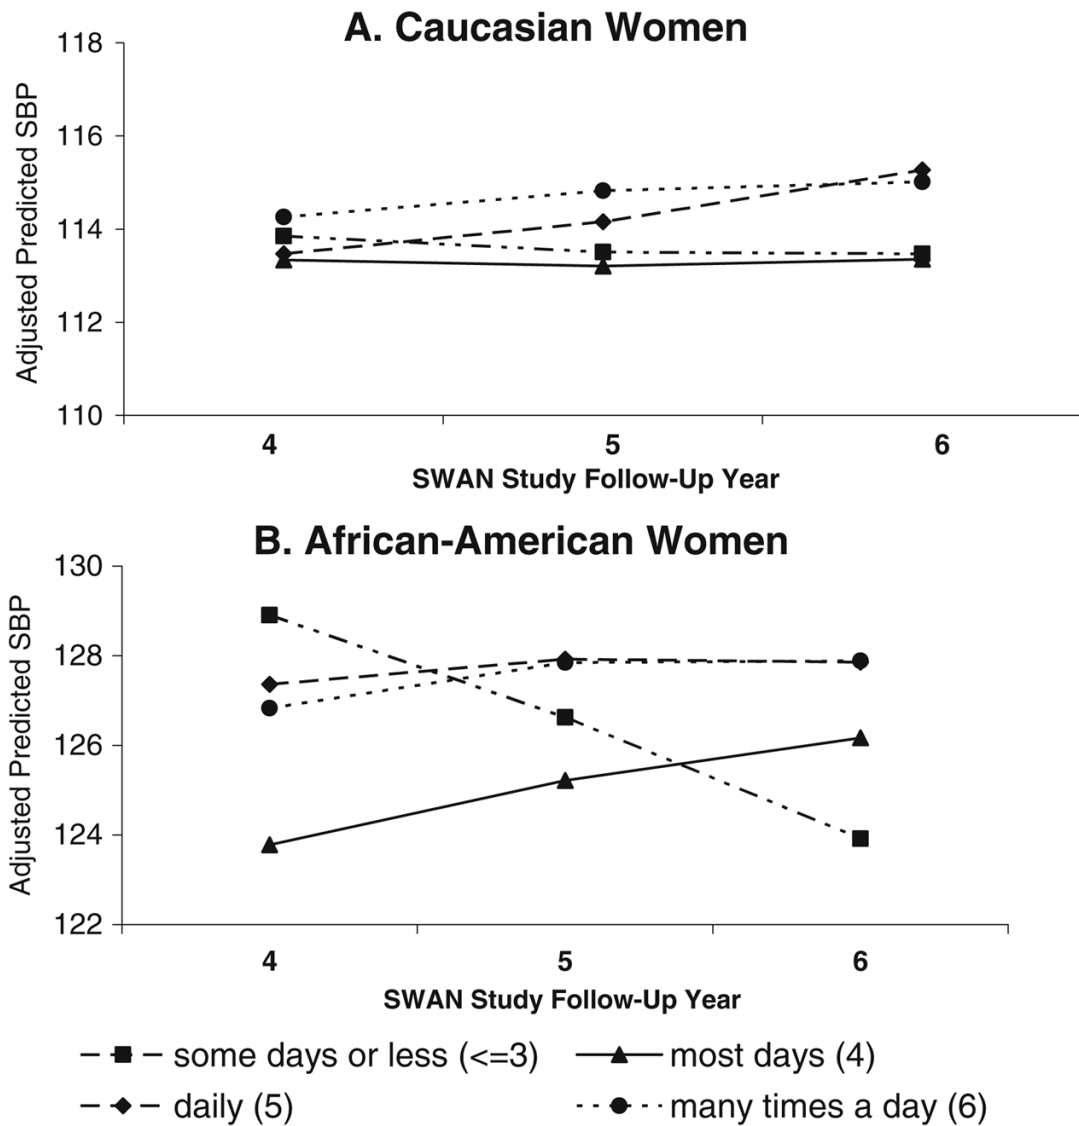 A. Caucasian Women
Adjusted Predicted SBP
118
116
114
112
110
4 5 6
SWAN Study Follow-Up Year
B. African-American Women
Adjusted Predicted SBP
130
128
126
124
122
4 5 6
SWAN Study Follow-Up Year
some days or less (<=3) most days (4)
daily (5) many times a day (6)